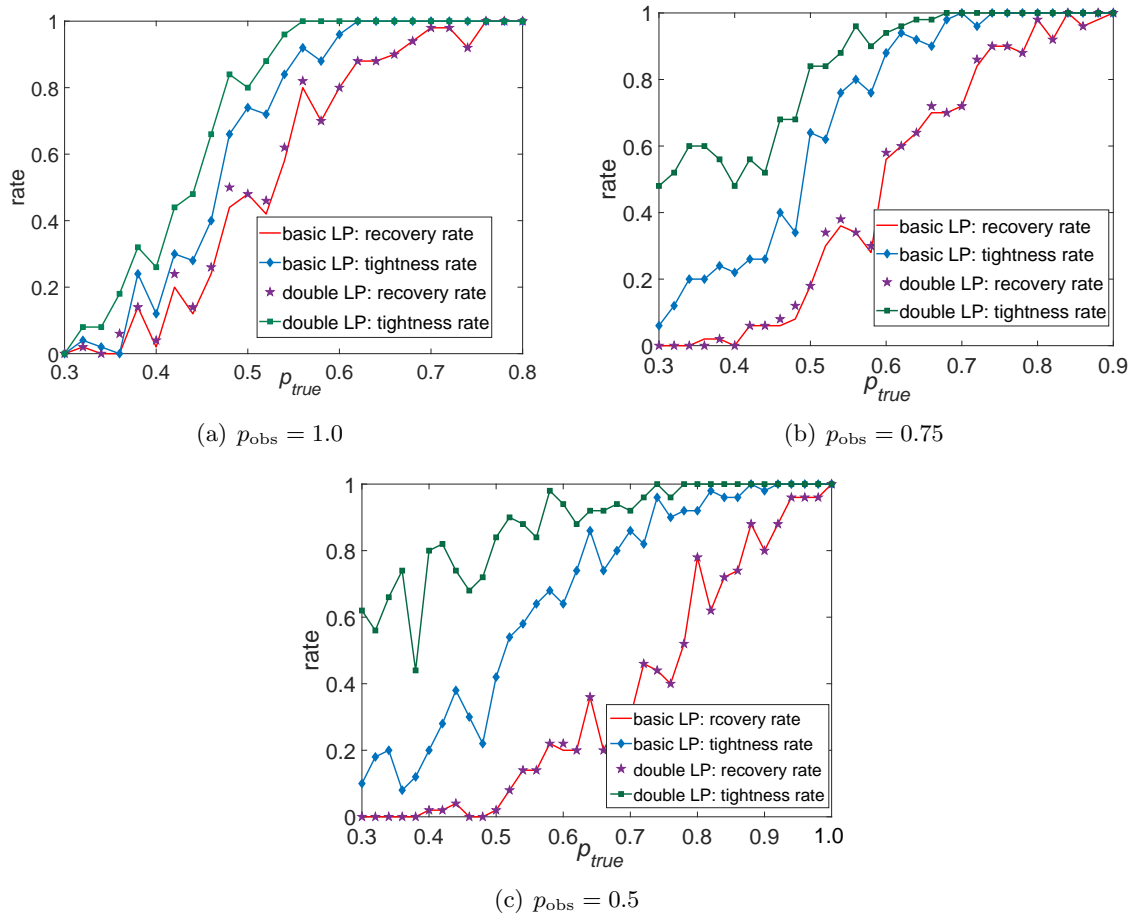 1
0.8
0.6
0.4
0.2
0
rate
0.3 0.4 0.5 0.6 0.7 0.8
p_true
basic LP: recovery rate
basic LP: tightness rate
double LP: recovery rate
double LP: tightness rate
(a) p_obs = 1.0
1
0.8
0.6
0.4
0.2
0
rate
0.3 0.4 0.5 0.6 0.7 0.8 0.9
p_true
basic LP: recovery rate
basic LP: tightness rate
double LP: recovery rate
double LP: tightness rate
(b) p_obs = 0.75
1
0.8
0.6
0.4
0.2
0
rate
0.3 0.4 0.5 0.6 0.7 0.8 0.9 1.0
p_true
basic LP: rcovery rate
basic LP: tightness rate
double LP: recovery rate
double LP: tightness rate
(c) p_obs = 0.5